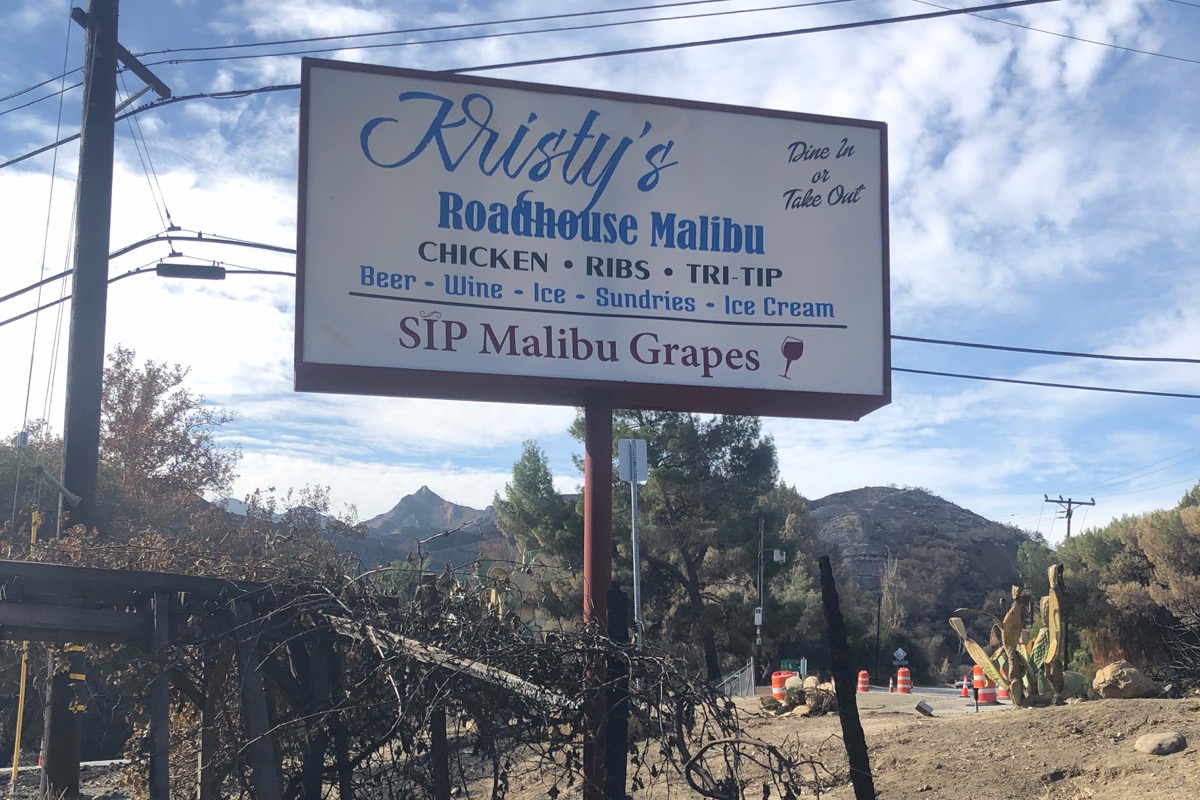 Kristy's
Dine In
or
Take Out
Roadhouse Malibu
CHICKEN • RIBS • TRI-TIP
Beer - Wine - Ice - Sundries - Ice Cream
SIP Malibu Grapes